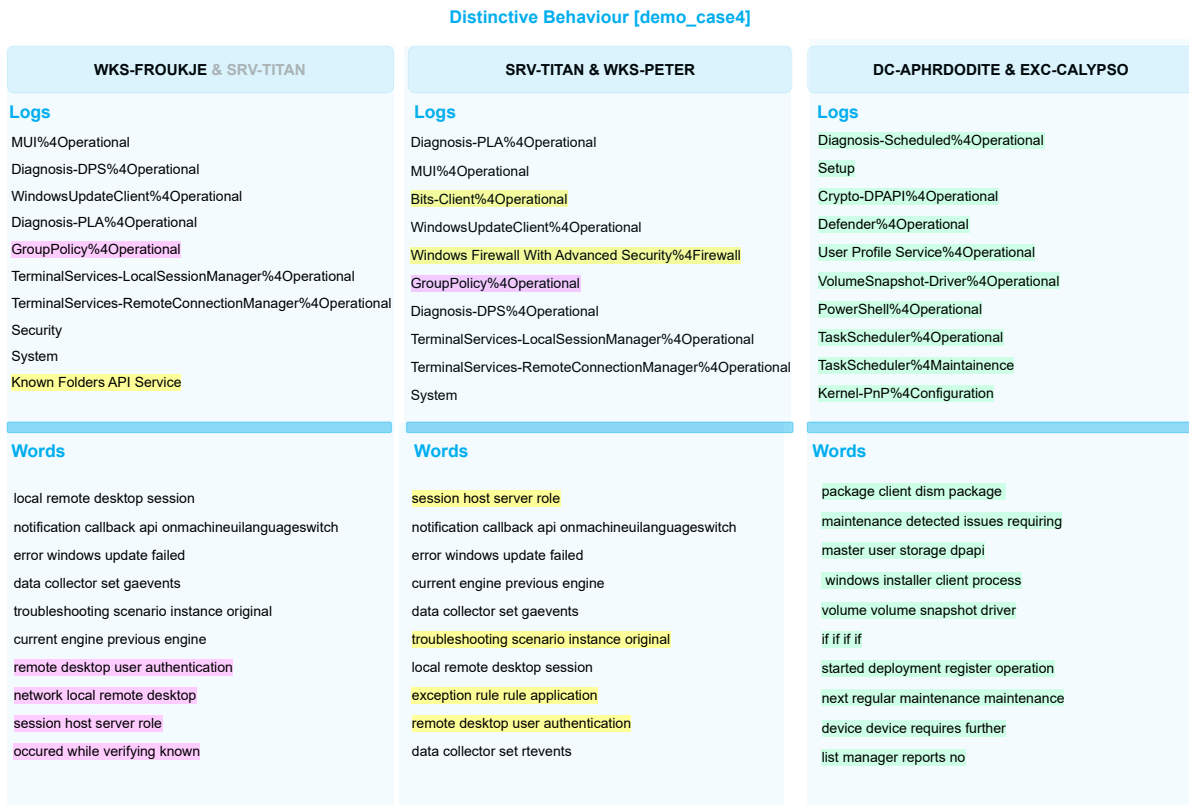 Distinctive Behaviour [demo_case4]
WKS-FROUKJE & SRV-TITAN
Logs
MUI%4Operational
Diagnosis-DPS%4Operational
WindowsUpdateClient%4Operational
Diagnosis-PLA%4Operational
GroupPolicy%4Operational
TerminalServices-LocalSessionManager%4Operational
TerminalServices-RemoteConnectionManager%4Operational
Security
System
Known Folders API Service
Words
local remote desktop session
notification callback api onmachineuilanguageswitch
error windows update failed
data collector set gaevents
troubleshooting scenario instance original
current engine previous engine
remote desktop user authentication
network local remote desktop
session host server role
occured while verifying known
SRV-TITAN & WKS-PETER
Logs
Diagnosis-PLA%4Operational
MUI%4Operational
Bits-Client%4Operational
WindowsUpdateClient%4Operational
Windows Firewall With Advanced Security%4Firewall
GroupPolicy%4Operational
Diagnosis-DPS%4Operational
TerminalServices-LocalSessionManager%4Operational
TerminalServices-RemoteConnectionManager%4Operational
System
Words
session host server role
notification callback api onmachineuilanguageswitch
error windows update failed
current engine previous engine
data collector set gaevents
troubleshooting scenario instance original
local remote desktop session
exception rule rule application
remote desktop user authentication
data collector set rtevents
DC-APHRDODITE & EXC-CALYPSO
Logs
Diagnosis-Scheduled%4Operational
Setup
Crypto-DPAPI%4Operational
Defender%4Operational
User Profile Service%4Operational
VolumeSnapshot-Driver%4Operational
PowerShell%4Operational
TaskScheduler%4Operational
TaskScheduler%4Maintainence
Kernel-PnP%4Configuration
Words
package client dism package
maintenance detected issues requiring
master user storage dpapi
windows installer client process
volume volume snapshot driver
if if if if
started deployment register operation
next regular maintenance maintenance
device device requires further
list manager reports no